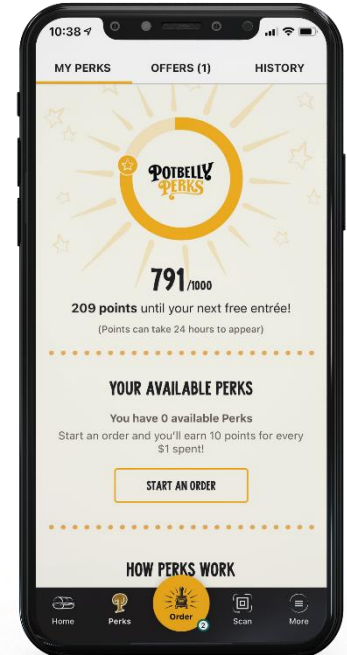 10:38
MY PERKS OFFERS (1) HISTORY
POTBELLY
PERKS
791/1000
209 points until your next free entrée!
(Points can take 24 hours to appear)
YOUR AVAILABLE PERKS
You have 0 available Perks
Start an order and you'll earn 10 points for every
$1 spent!
START AN ORDER
HOW PERKS WORK
Home Perks Order 2 Scan More